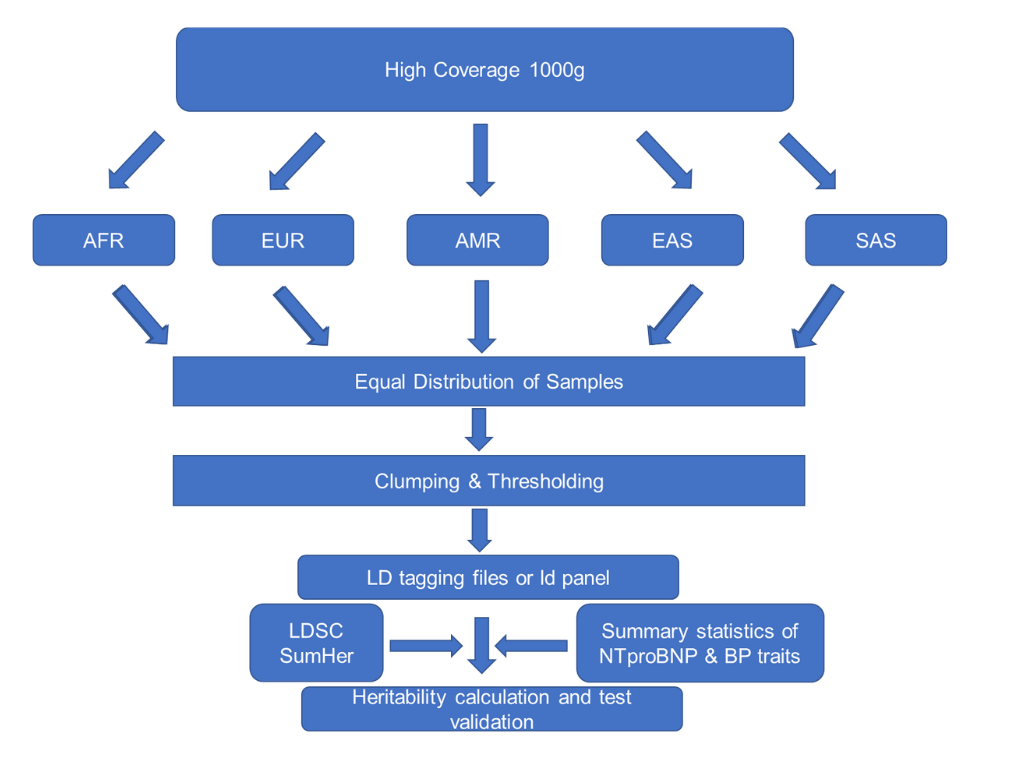 High Coverage 1000g
AFR
EUR
AMR
EAS
SAS
Equal Distribution of Samples
Clumping & Thresholding
LD tagging files or ld panel
LDSC
SumHer
Summary statistics of
NTproBNP & BP traits
Heritability calculation and test
validation